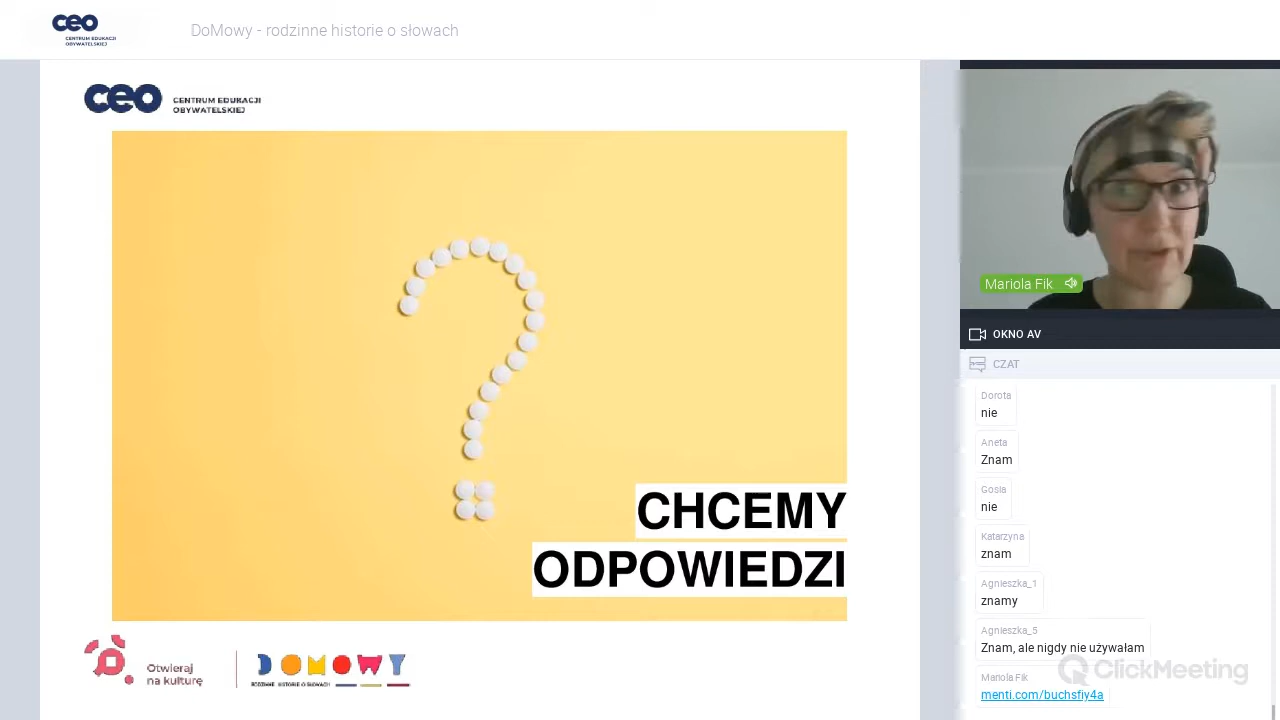 ceo
CENTRUM EDUKACJI
OBYWATELSKIEJ
DoMowy - rodzinne historie o słowach
ceo
CENTRUM EDUKACJI
OBYWATELSKIEJ
CHCEMY
ODPOWIEDZI
Otwieraj
na kulturę
DOMOWY
RODZINNE HISTORIE O SŁOWACH
Mariola Fik
OKNO AV
CZAT
Dorota
nie
Aneta
Znam
Gosia
nie
Katarzyna
znam
Agnieszka_1
znamy
Agnieszka_5
Znam, ale nigdy nie używałam
Mariola Fik
menti.com/buchsfiy4a
ClickMeeting